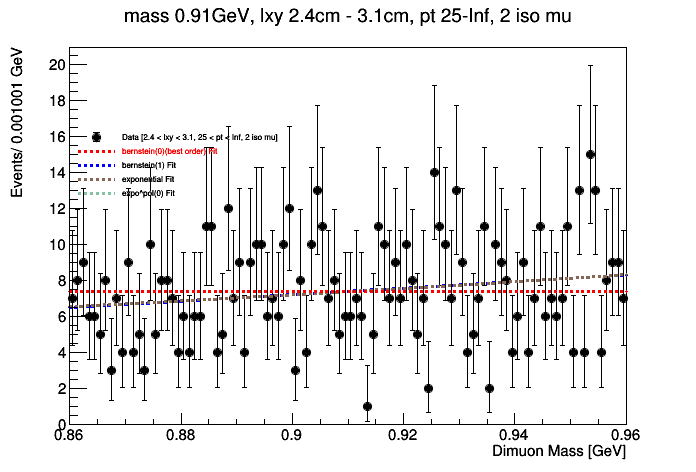 mass 0.91GeV, lxy 2.4cm - 3.1cm, pt 25-Inf, 2 iso mu
Events/ 0.001001 GeV
20
18
16
14
12
10
8
6
4
2
0
Data [2.4 < lxy < 3.1, 25 < pt < Inf, 2 iso mu]
bernstein(0)(best order) Fit
bernstein(1) Fit
exponential Fit
expo*pol(0) Fit
0.86 0.88 0.9 0.92 0.94 0.96
Dimuon Mass [GeV]